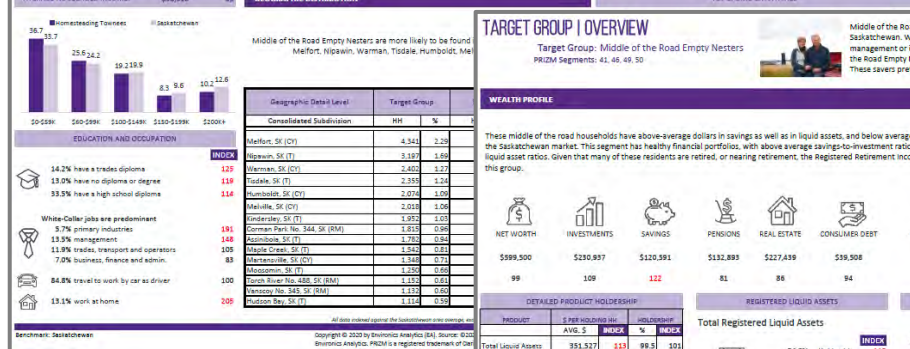 Homesteading Townees Saskatchewan
36.7 33.7
25.6 24.2
19.2 19.9
8.3 9.6
10.2 12.6
$0-$59K $60-$99K $100-$149K $150-$199K $200K+
EDUCATION AND OCCUPATION
INDEX
14.2% have a trades diploma 125
13.0% have no diploma or degree 119
33.5% have a high school diploma 114
White-Collar jobs are predominant
5.7% primary industries 191
13.5% management 148
11.9% trades, transport and operators 105
7.0% business, finance and admin. 83
84.8% travel to work by car as driver 100
13.1% work at home 205
Benchmark: Saskatchewan
Middle of the Road Empty Nesters are more likely to be found
Melfort, Nipawin, Warman, Tisdale, Humboldt, Mel
Geographic Detail Level Target Group
Consolidated Subdivision HH %
Melfort, SK (CY) 4,341 2.29
Nipawin, SK (T) 3,197 1.69
Warman, SK (CY) 2,402 1.27
Tisdale, SK (T) 2,355 1.24
Humboldt, SK (CY) 2,074 1.09
Melville, SK (CY) 2,018 1.06
Kindersley, SK (T) 1,952 1.03
Corman Park No. 344, SK (RM) 1,815 0.96
Assiniboia, SK (T) 1,782 0.94
Maple Creek, SK (T) 1,542 0.81
Martensville, SK (CY) 1,348 0.71
Moosomin, SK (T) 1,250 0.66
Torch River No. 488, SK (RM) 1,152 0.61
Vanscoy No. 345, SK (RM) 1,132 0.60
Hudson Bay, SK (T) 1,114 0.59
All data indexed against the Saskatchewan area average, ex
Copyright © 2020 by Environics Analytics (EA). Source: ©202
Environics Analytics. PRIZM is a registered trademark of Clar
TARGET GROUP | OVERVIEW
Target Group: Middle of the Road Empty Nesters
PRIZM Segments: 41, 46, 49, 50
Middle of the Ro
Saskatchewan. W
management or i
the Road Empty
These savers pre
WEALTH PROFILE
These middle of the road households have above-average dollars in savings as well as in liquid assets, and below averag
the Saskatchewan market. This segment has healthy financial portfolios, with above average savings-to-investment ratio
liquid asset ratios. Given that many of these residents are retired, or nearing retirement, the Registered Retirement Inco
this group.
NET WORTH INVESTMENTS SAVINGS PENSIONS REAL ESTATE CONSUMER DEBT
$599,500 $230,937 $120,391 $132,893 $227,439 $39,508
99 109 122 81 86 94
DETAILED PRODUCT HOLDERSHIP
PRODUCT $ PER HOLDING HH HOLDERSHIP
AVG. $ INDEX % INDEX
Total Liquid Assets 351,527 113 99.5 101
REGISTERED LIQUID ASSETS
Total Registered Liquid Assets
INDEX